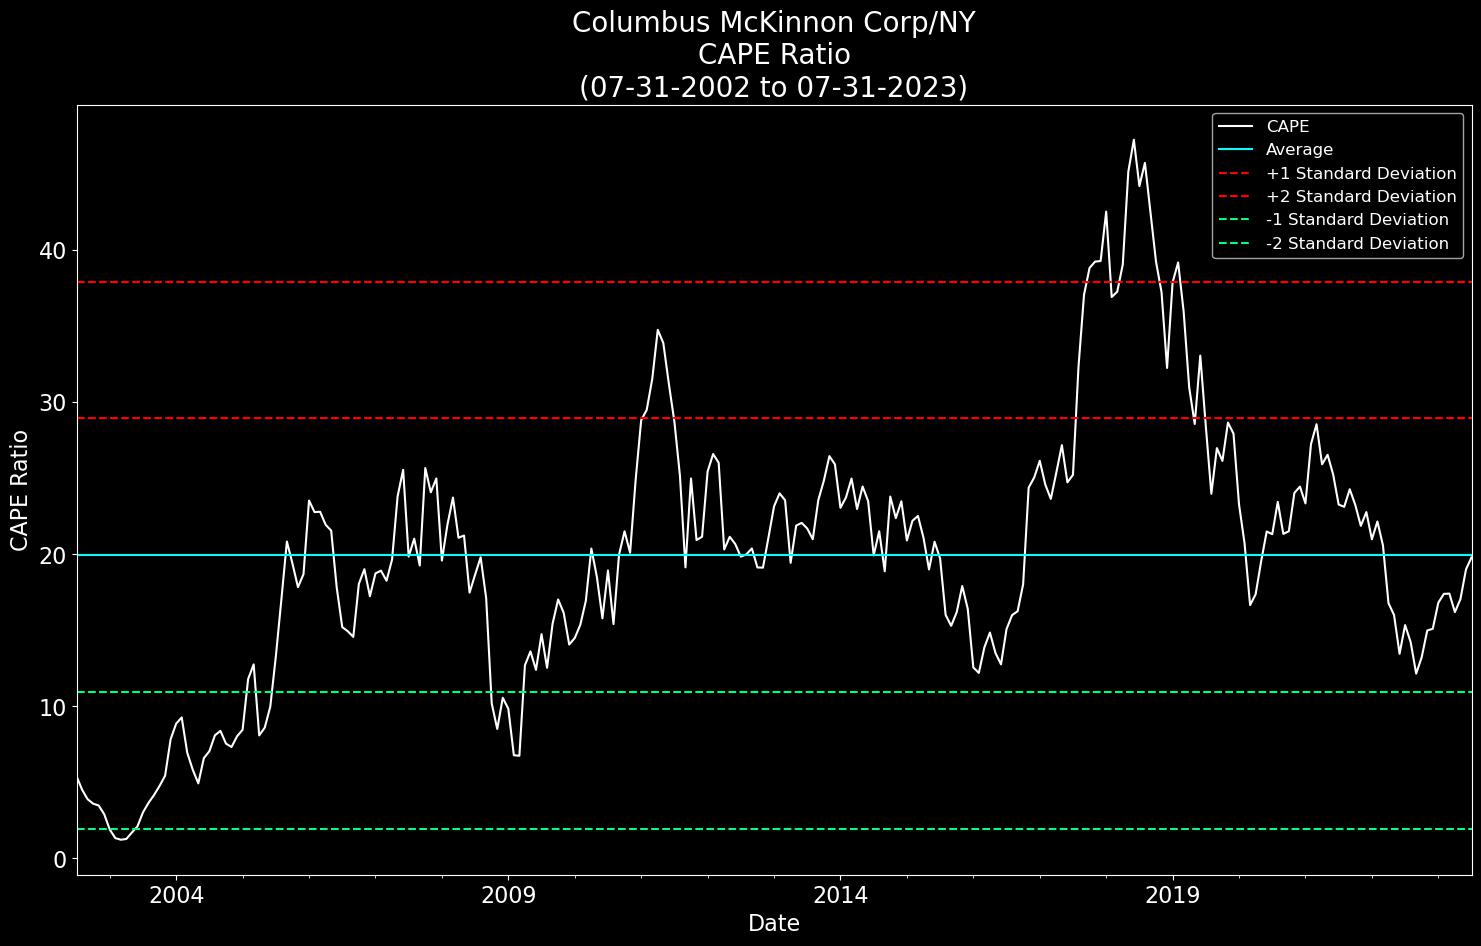 Columbus McKinnon Corp/NY
CAPE Ratio
(07-31-2002 to 07-31-2023)
CAPE
Average
+1 Standard Deviation
+2 Standard Deviation
-1 Standard Deviation
-2 Standard Deviation
CAPE Ratio
40
30
20
10
0
2004
2009
2014
2019
Date